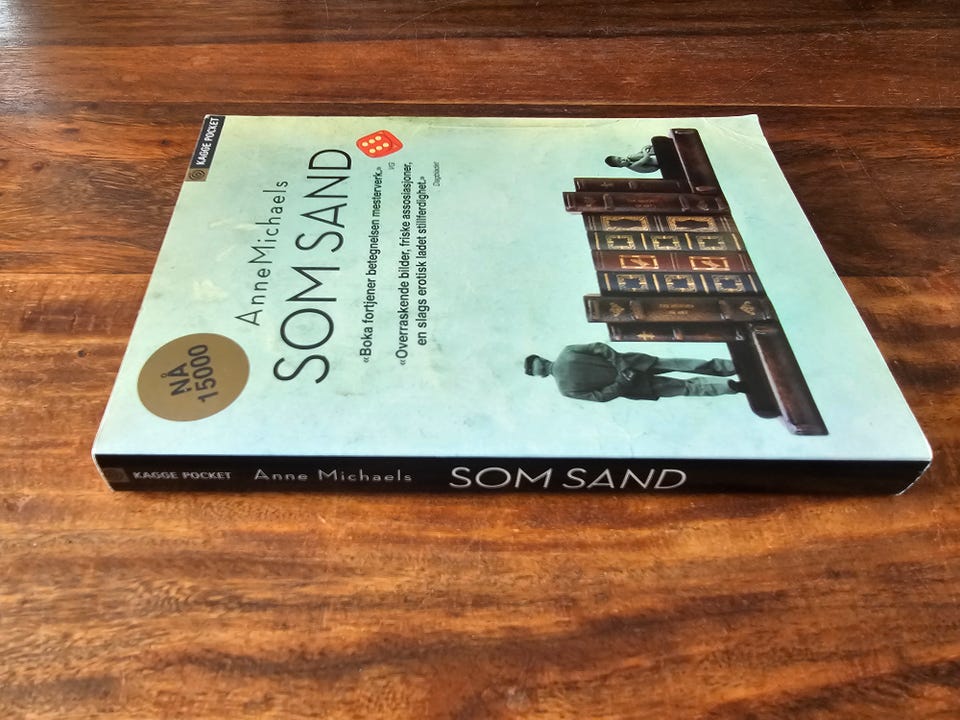 KAGGE POCKET
Anne Michaels
SOM SAND
«Boka fortjener betegnelsen mesterverk.»
VG
«Overraskende bilder, friske assosiasjoner,
en slags erotisk ladet stillferdighet.»
Dagbladet
NÅ
15000
KAGGE POCKET Anne Michaels SOM SAND